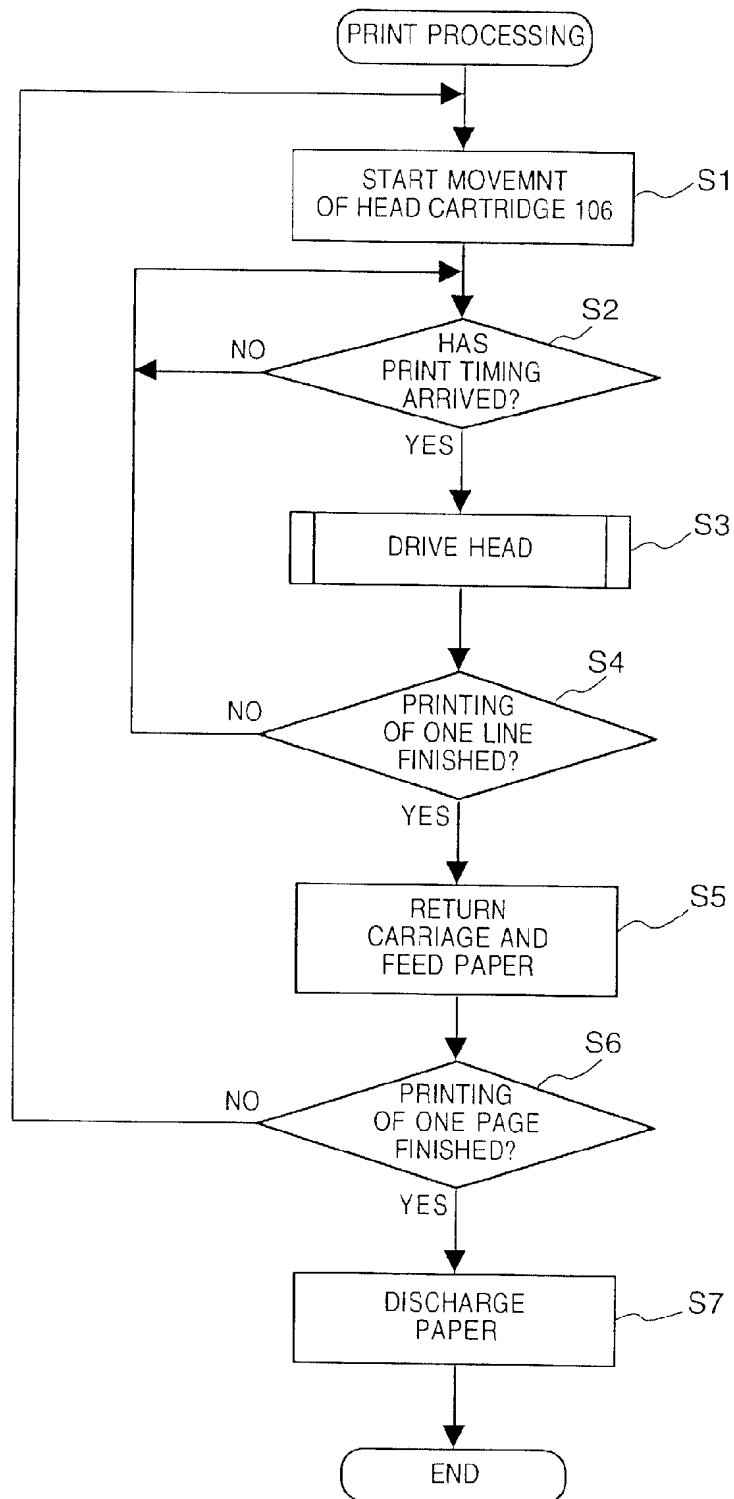 PRINT PROCESSING
START MOVEMNT
OF HEAD CARTRIDGE 106
S1
S2
HAS
PRINT TIMING
ARRIVED?
NO
YES
DRIVE HEAD
S3
S4
PRINTING
OF ONE LINE
FINISHED?
NO
YES
RETURN
CARRIAGE AND
FEED PAPER
S5
S6
PRINTING
OF ONE PAGE
FINISHED?
NO
YES
DISCHARGE
PAPER
S7
END